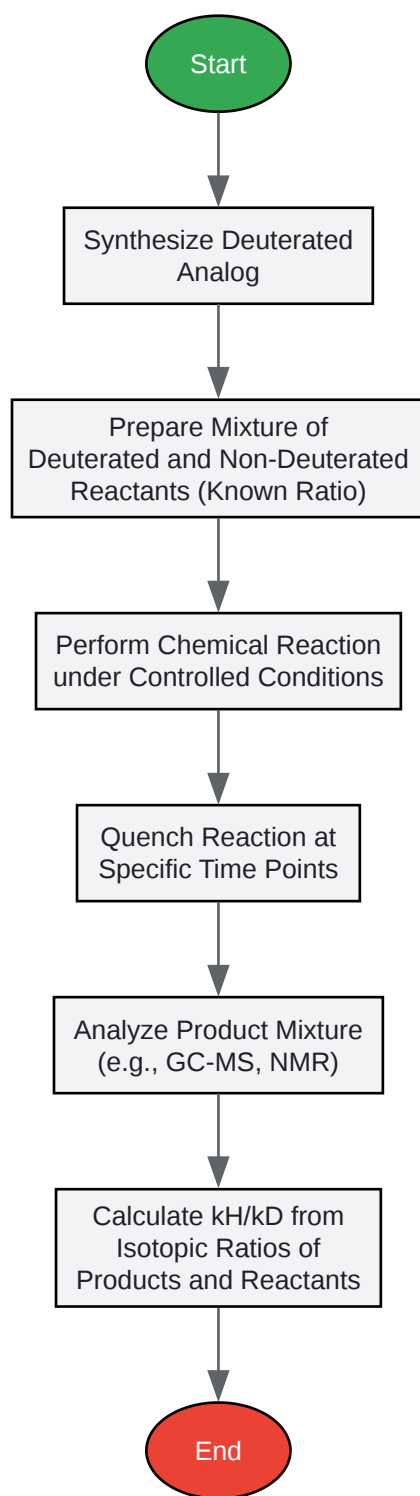 Start
Synthesize Deuterated
Analog
Prepare Mixture of
Deuterated and Non-Deuterated
Reactants (Known Ratio)
Perform Chemical Reaction
under Controlled Conditions
Quench Reaction at
Specific Time Points
Analyze Product Mixture
(e.g., GC-MS, NMR)
Calculate kH/kD from
Isotopic Ratios of
Products and Reactants
End